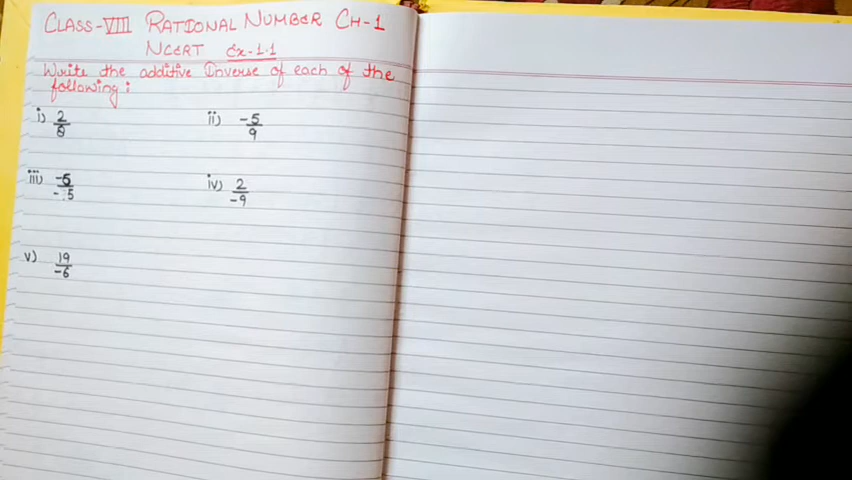 CLASS-VIII RATIONAL NUMBER CH-1
NCERT Ex-1.1
Write the additive Inverse of each of the
following:
i) 2/8 ii) -5/9
iii) -6/-5 iv) 2/-9
v) 19/-6